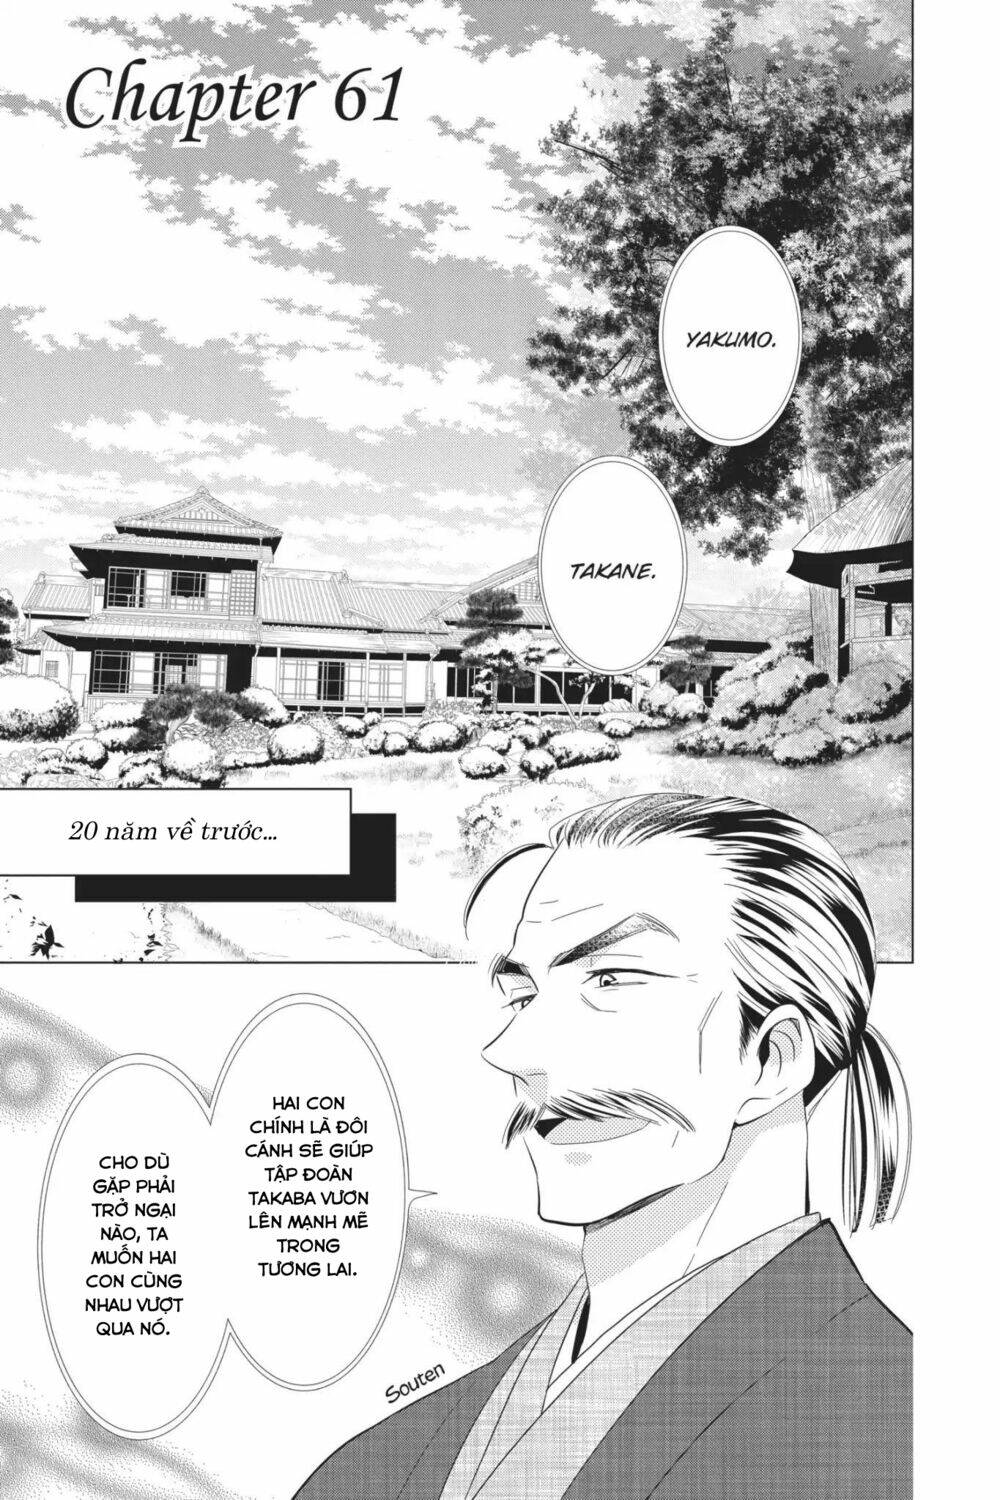 Chapter 61
YAKUMO.
TAKANE.
20 năm về trước...
HAI CON
CHÍNH LÀ ĐÔI
CÁNH SẼ GIÚP
TẬP ĐOÀN
TAKABA VƯƠN
LÊN MẠNH MẼ
TRONG
TƯƠNG LAI.
CHO DÙ
GẶP PHẢI
TRỞ NGẠI
NÀO, TA
MUỐN HAI
CON CÙNG
NHAU VƯỢT
QUA NÓ.
Souten